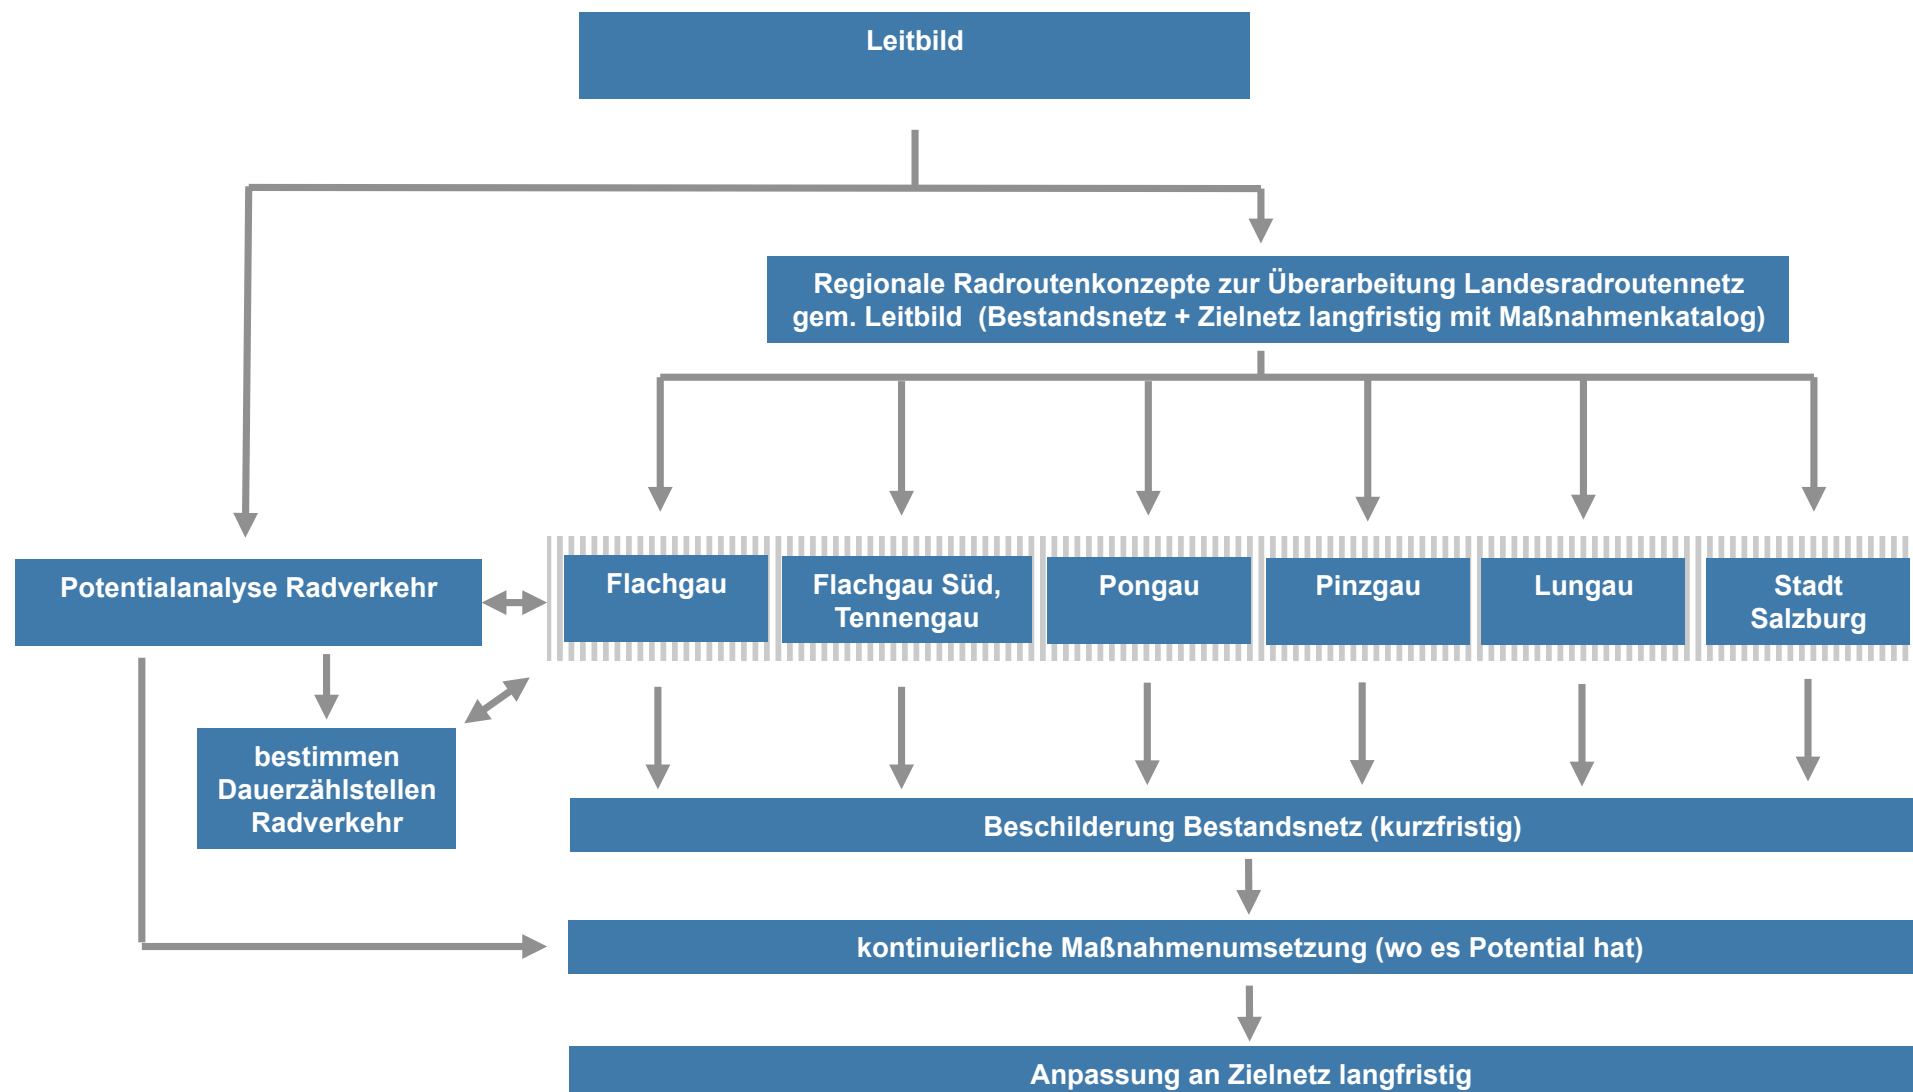 Leitbild
Regionale Radroutenkonzepte zur Überarbeitung Landesradroutennetz
gem. Leitbild (Bestandsnetz + Zielnetz langfristig mit Maßnahmenkatalog)
Potentialanalyse Radverkehr
Flachgau
Flachgau Süd,
Tennengau
Pongau
Pinzgau
Lungau
Stadt
Salzburg
bestimmen
Dauerzählstellen
Radverkehr
Beschilderung Bestandsnetz (kurzfristig)
kontinuierliche Maßnahmenumsetzung (wo es Potential hat)
Anpassung an Zielnetz langfristig